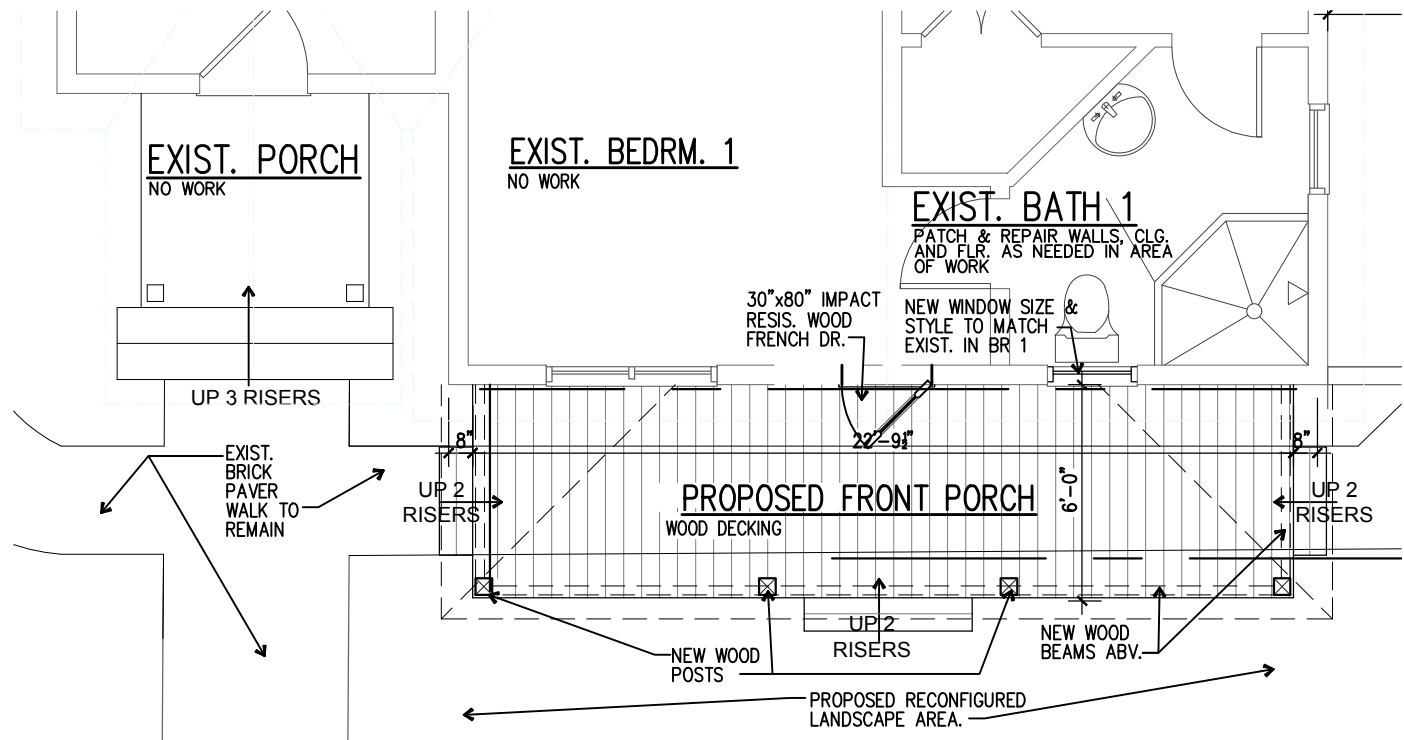 EXIST. PORCH
NO WORK
EXIST. BEDRM. 1
NO WORK
EXIST. BATH 1
PATCH & REPAIR WALLS, CLG.
AND FLR. AS NEEDED IN AREA
OF WORK
30"x80" IMPACT
RESIS. WOOD
FRENCH DR.
NEW WINDOW SIZE &
STYLE TO MATCH
EXIST. IN BR 1
UP 3 RISERS
EXIST.
BRICK
PAVER
WALK TO
REMAIN
8"
22'-9½"
8"
UP 2
RISERS
PROPOSED FRONT PORCH
WOOD DECKING
6'-0"
UP 2
RISERS
UP 2
RISERS
NEW WOOD
POSTS
NEW WOOD
BEAMS ABV.
PROPOSED RECONFIGURED
LANDSCAPE AREA.